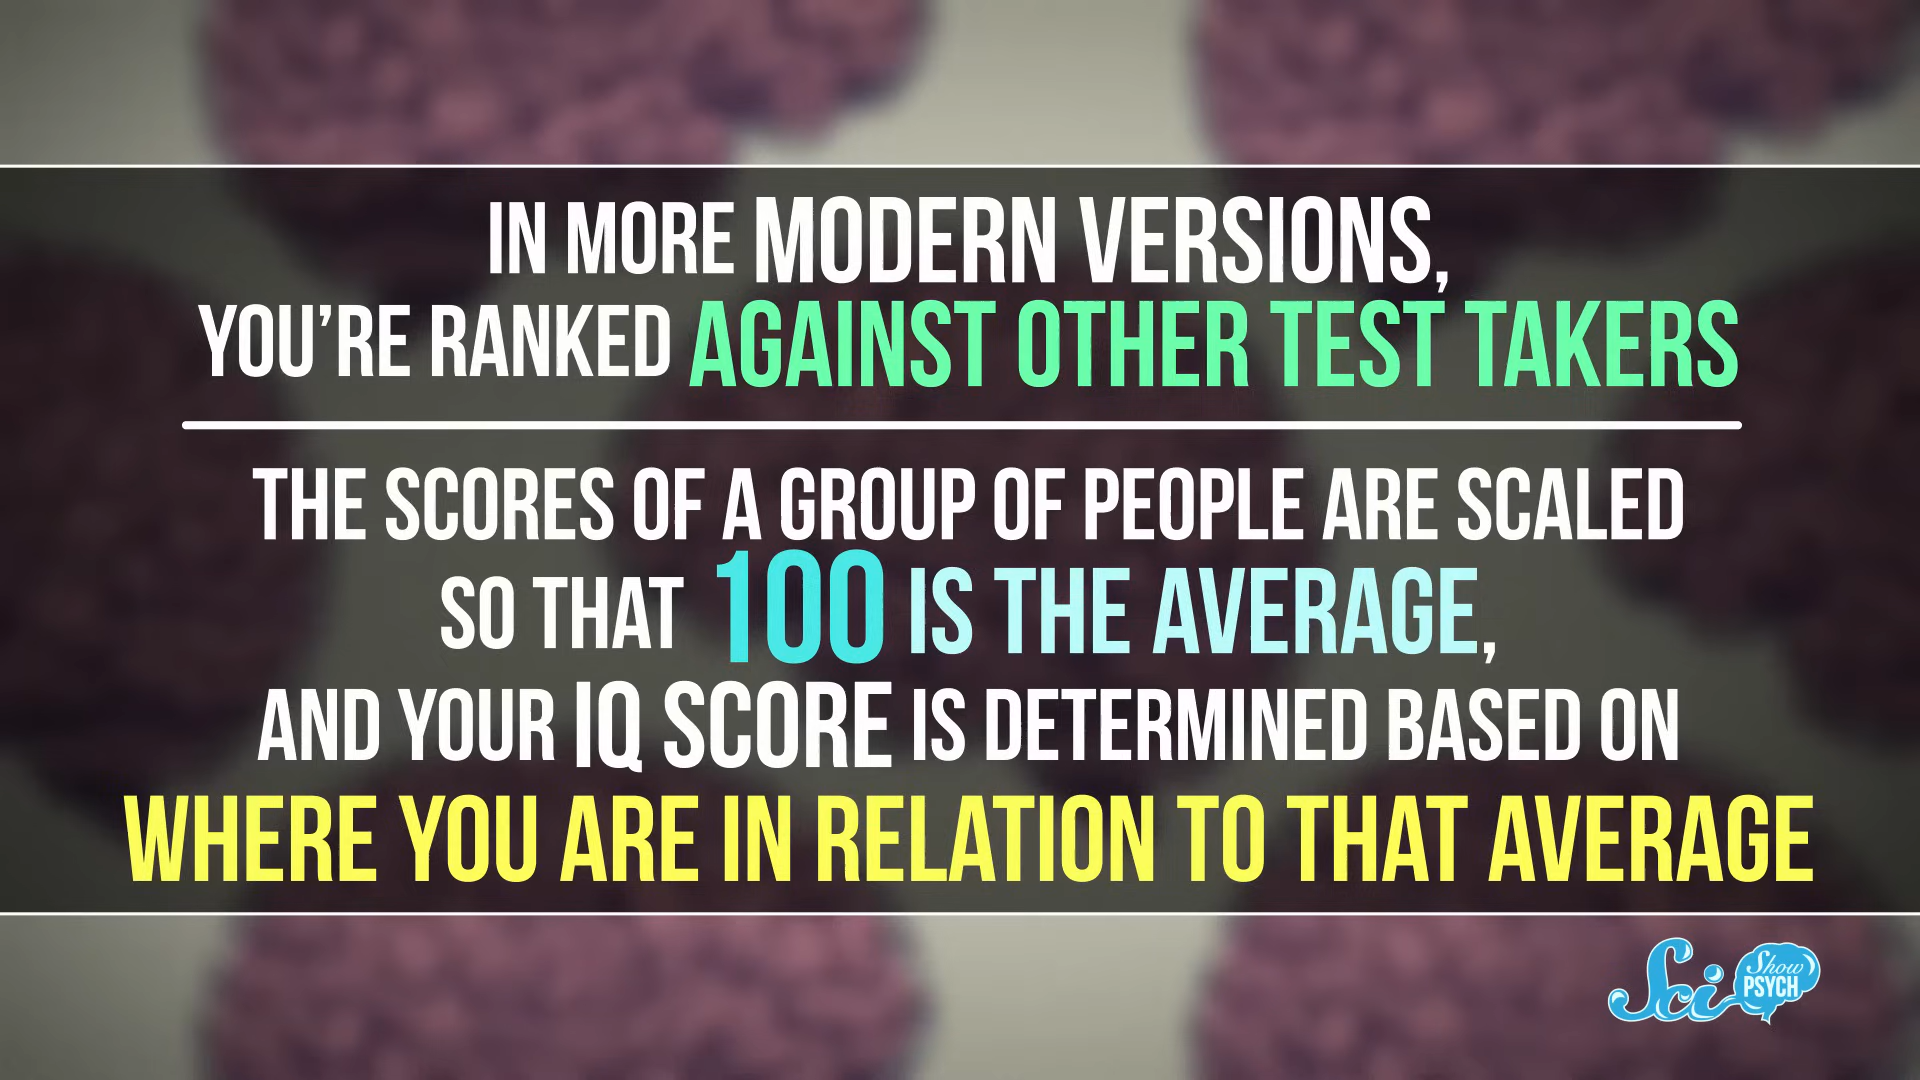 IN MORE MODERN VERSIONS,
YOU'RE RANKED AGAINST OTHER TEST TAKERS
THE SCORES OF A GROUP OF PEOPLE ARE SCALED
SO THAT 100 IS THE AVERAGE,
AND YOUR IQ SCORE IS DETERMINED BASED ON
WHERE YOU ARE IN RELATION TO THAT AVERAGE
Sci Show
PSYCH